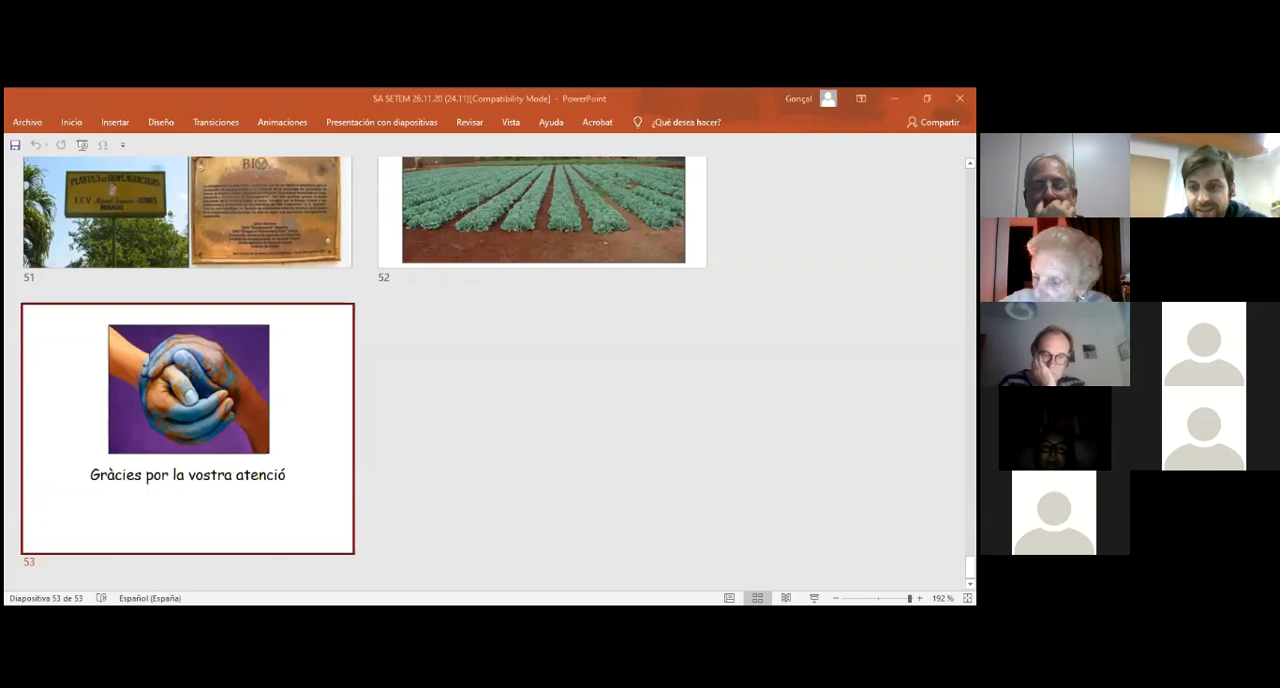 SA SETEM 26.11.20 (24.11)[Compatibility Mode] - PowerPoint
Gonçal
Archivo Inicio Insertar Diseño Transiciones Animaciones Presentación con diapositivas Revisar Vista Ayuda Acrobat ¿Qué desea hacer? Compartir
BIO
51
52
Gràcies por la vostra atenció
53
Diapositiva 53 de 53 Español (España) 192 %